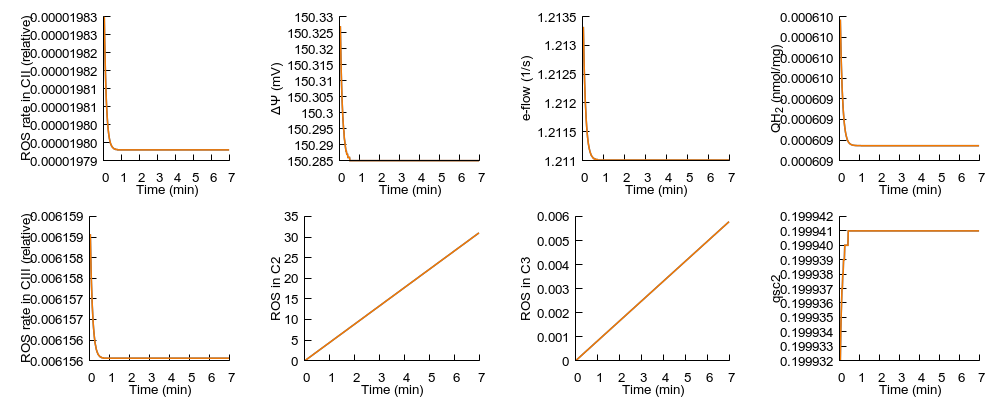 ROS rate in CII (relative)
0.00001983
0.00001983
0.00001982
0.00001982
0.00001981
0.00001981
0.00001980
0.00001980
0.00001979
0 1 2 3 4 5 6 7
Time (min)
ΔΨ (mV)
150.33
150.325
150.32
150.315
150.31
150.305
150.3
150.295
150.29
150.285
0 1 2 3 4 5 6 7
Time (min)
e-flow (1/s)
1.2135
1.213
1.2125
1.212
1.2115
1.211
0 1 2 3 4 5 6 7
Time (min)
QH2 (nmol/mg)
0.000610
0.000610
0.000610
0.000610
0.000610
0.000609
0.000609
0.000609
0 1 2 3 4 5 6 7
Time (min)
ROS rate in CIII (relative)
0.006159
0.006159
0.006158
0.006158
0.006157
0.006157
0.006156
0.006156
0 1 2 3 4 5 6 7
Time (min)
ROS in C2
35
30
25
20
15
10
5
0
0 1 2 3 4 5 6 7
Time (min)
ROS in C3
0.006
0.005
0.004
0.003
0.002
0.001
0
0 1 2 3 4 5 6 7
Time (min)
qsc2
0.199942
0.199941
0.199940
0.199939
0.199938
0.199937
0.199936
0.199935
0.199934
0.199933
0.199932
0 1 2 3 4 5 6 7
Time (min)